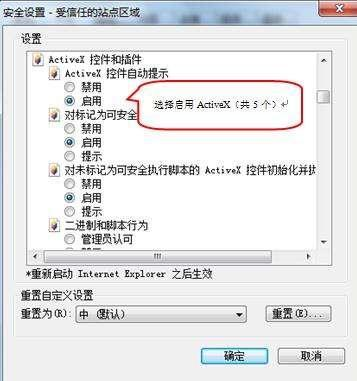 安全设置 - 受信任的站点区域
设置
ActiveX 控件和插件
ActiveX 控件自动提示
禁用
启用
选择启用 ActiveX（共 5 个）↵
对标记为可安全
禁用
启用
提示
对未标记为可安全执行脚本的 ActiveX 控件初始化并执
禁用
启用
提示
二进制和脚本行为
管理员认可
禁用
*重新启动 Internet Explorer 之后生效
重置自定义设置
重置为(R):
中 (默认)
重置(E)...
确定
取消